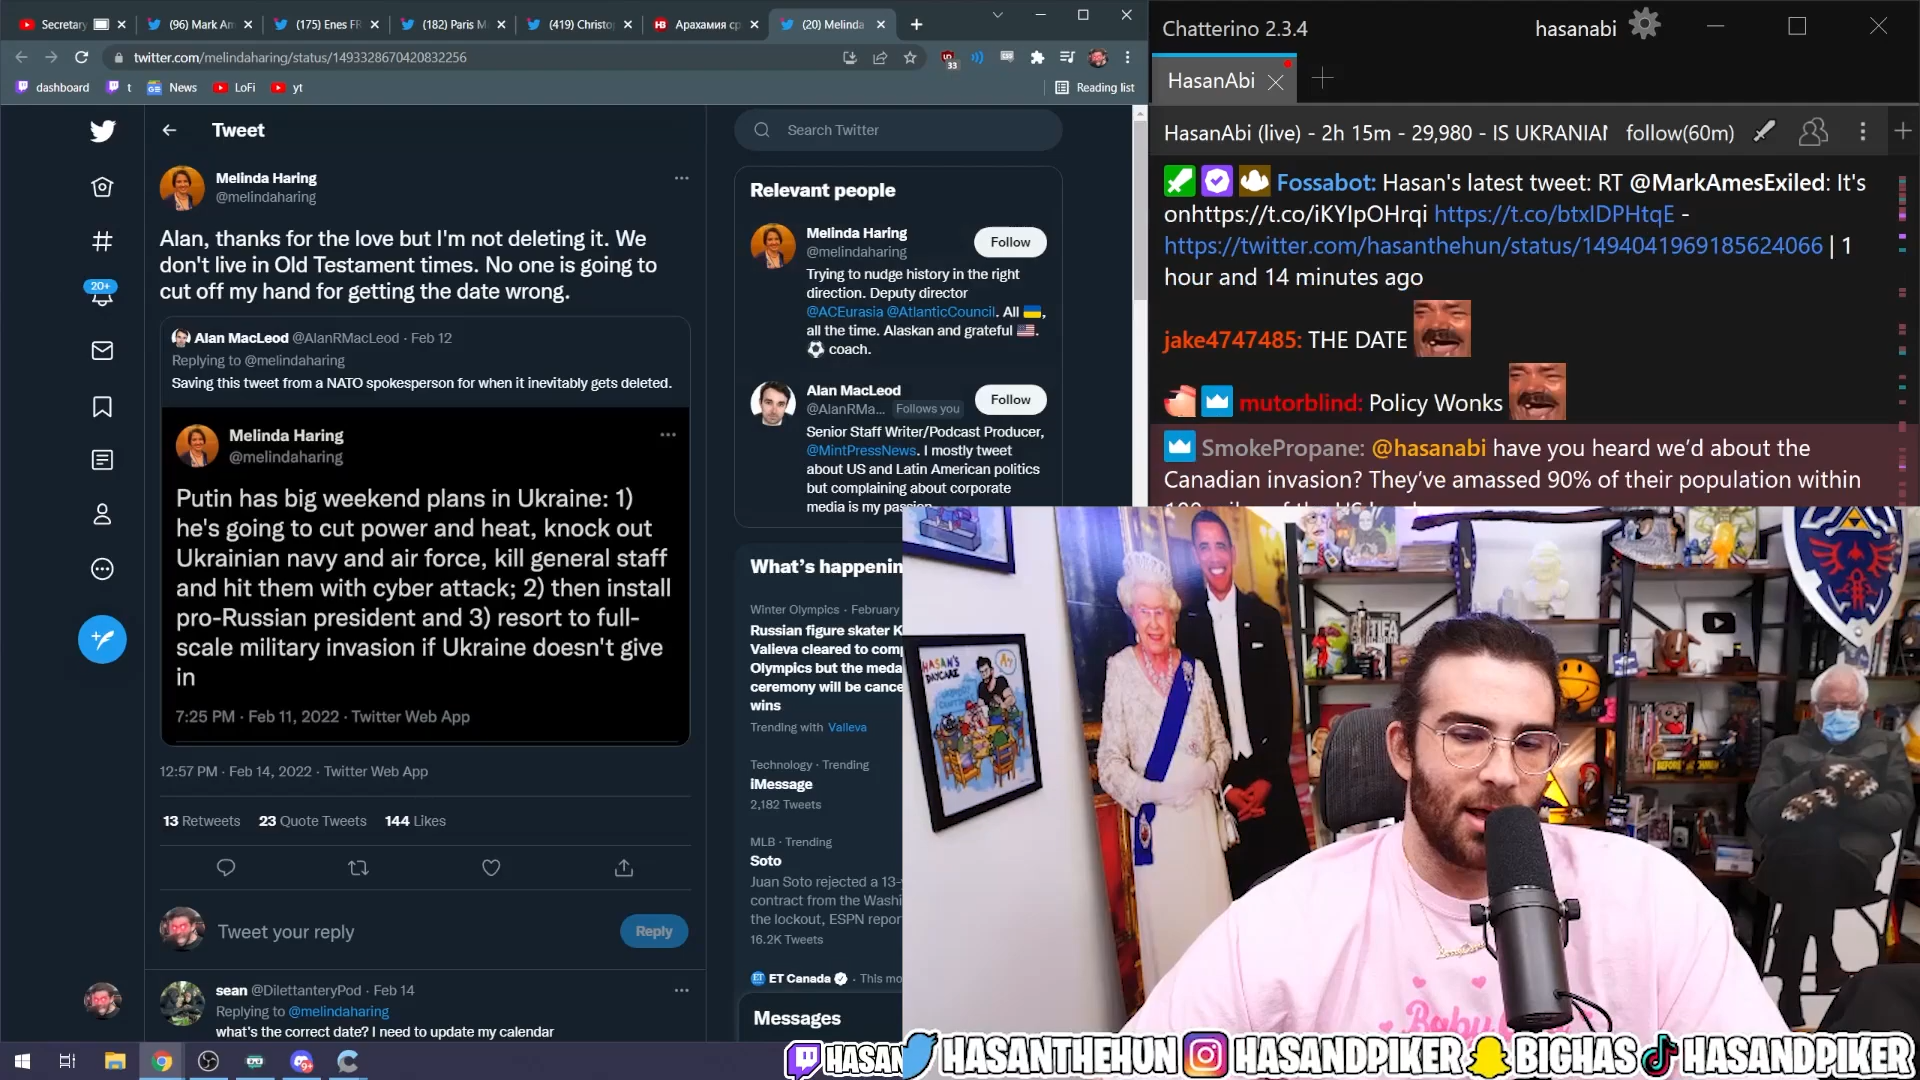 Secretary
(96) Mark Am
(175) Enes FR
(182) Paris M
(419) Christo
Арахамия ср
(20) Melinda
twitter.com/melindaharing/status/1493328670420832256
33
dashboard
t
News
LoFi
yt
Reading list
Tweet
Search Twitter
Melinda Haring
@melindaharing
Alan, thanks for the love but I'm not deleting it. We
don't live in Old Testament times. No one is going to
cut off my hand for getting the date wrong.
20+
Alan MacLeod @AlanRMacLeod · Feb 12
Replying to @melindaharing
Saving this tweet from a NATO spokesperson for when it inevitably gets deleted.
Melinda Haring
@melindaharing
Putin has big weekend plans in Ukraine: 1)
he's going to cut power and heat, knock out
Ukrainian navy and air force, kill general staff
and hit them with cyber attack; 2) then install
pro-Russian president and 3) resort to full-
scale military invasion if Ukraine doesn't give
in
7:25 PM · Feb 11, 2022 · Twitter Web App
12:57 PM · Feb 14, 2022 · Twitter Web App
13 Retweets 23 Quote Tweets 144 Likes
Tweet your reply
Reply
sean @DilettanteryPod · Feb 14
Replying to @melindaharing
what's the correct date? I need to update my calendar
Relevant people
Melinda Haring
@melindaharing
Follow
Trying to nudge history in the right
direction. Deputy director
@ACEurasia @AtlanticCouncil. All 🇺🇦,
all the time. Alaskan and grateful 🇺🇸.
⚽ coach.
Alan MacLeod
@AlanRMa... Follows you
Follow
Senior Staff Writer/Podcast Producer,
@MintPressNews. I mostly tweet
about US and Latin American politics
but complaining about corporate
media is my passion.
What's happenin
Winter Olympics · February
Russian figure skater K
Valieva cleared to comp
Olympics but the meda
ceremony will be cance
wins
Trending with Valieva
Technology · Trending
iMessage
2,182 Tweets
MLB · Trending
Soto
Juan Soto rejected a 13-
contract from the Washi
the lockout, ESPN repor
16.2K Tweets
ET Canada · This mo
Messages
Chatterino 2.3.4
hasanabi
HasanAbi
HasanAbi (live) - 2h 15m - 29,980 - IS UKRANIAN
follow(60m)
Fossabot: Hasan's latest tweet: RT @MarkAmesExiled: It's
onhttps://t.co/iKYIpOHrqi https://t.co/btxIDPHtqE -
https://twitter.com/hasanthehun/status/1494041969185624066 | 1
hour and 14 minutes ago
jake4747485: THE DATE
mutorblind: Policy Wonks
SmokePropane: @hasanabi have you heard we'd about the
Canadian invasion? They've amassed 90% of their population within
HASAN'S
DAYCARE
ANTIFA
Baby
HASAN
HASANTHEHUN
HASANDPIKER
BIGHAS
HASANDPIKER